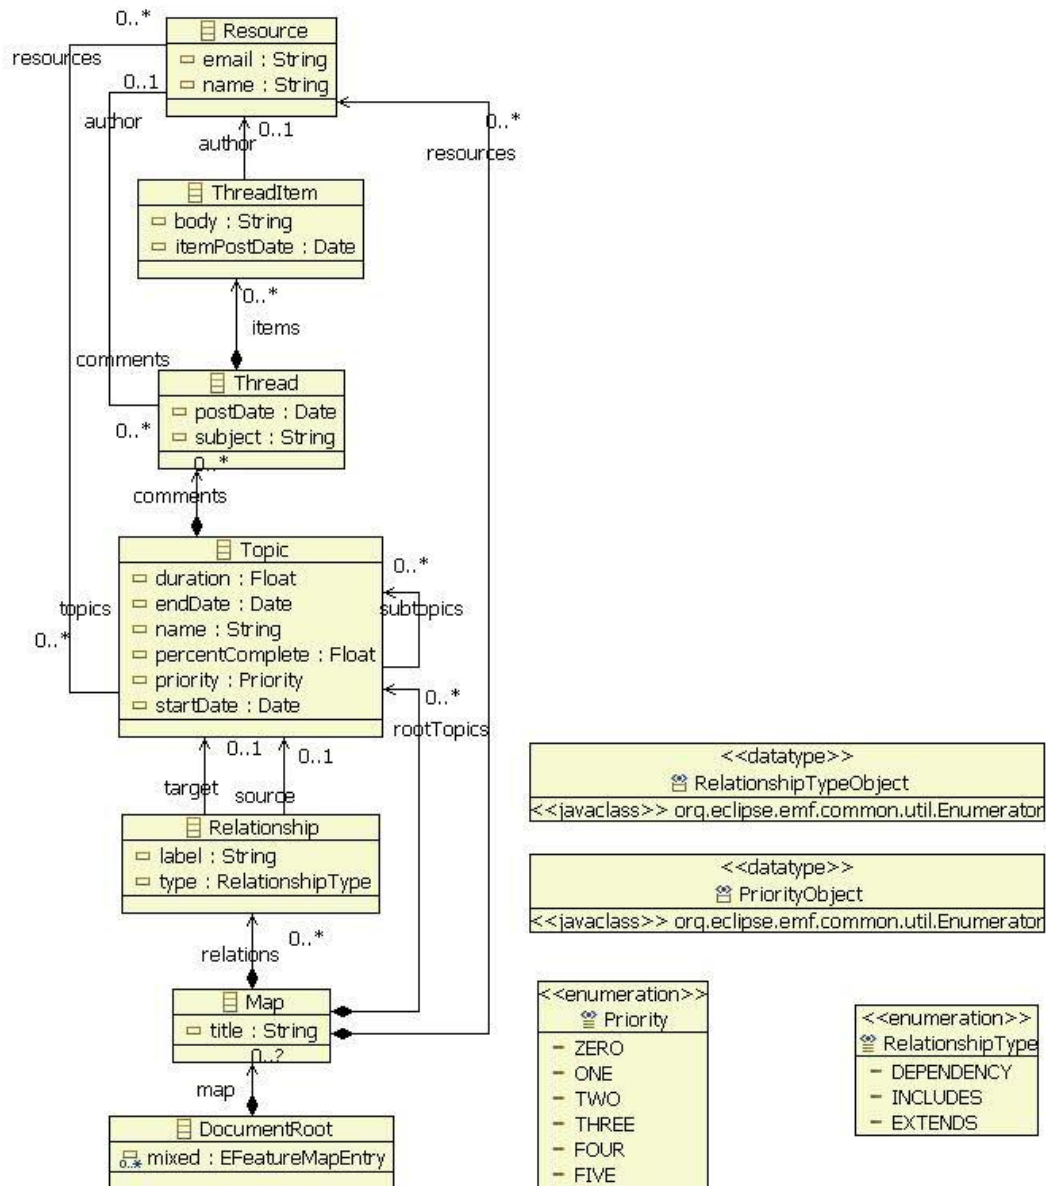 0..*
Resource
resources
email : String
name : String
0..1
author
0..1
author
0..*
resources
ThreadItem
body : String
itemPostDate : Date
0..*
items
comments
Thread
postDate : Date
subject : String
0..*
0..*
comments
Topic
duration : Float
endDate : Date
name : String
percentComplete : Float
priority : Priority
startDate : Date
0..*
subtopics
topics
0..*
0..*
rootTopics
0..1
0..1
target
source
Relationship
label : String
type : RelationshipType
0..*
relations
Map
title : String
0..?
map
DocumentRoot
0..* mixed : EFeatureMapEntry
<<datatype>>
RelationshipTypeObject
<<javaclass>> org.eclipse.emf.common.util.Enumerator
<<datatype>>
PriorityObject
<<javaclass>> org.eclipse.emf.common.util.Enumerator
<<enumeration>>
Priority
ZERO
ONE
TWO
THREE
FOUR
FIVE
<<enumeration>>
RelationshipType
DEPENDENCY
INCLUDES
EXTENDS